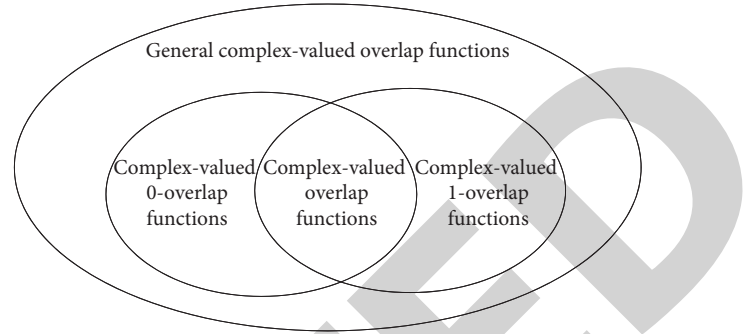 General complex-valued overlap functions
Complex-valued Complex-valued Complex-valued
0-overlap overlap 1-overlap
functions functions functions